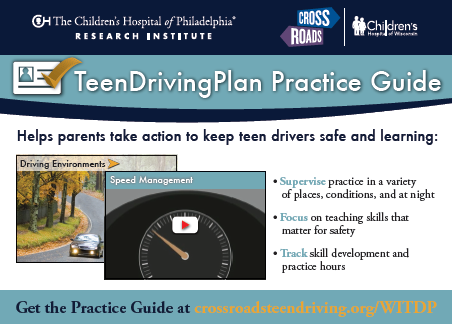 The Children's Hospital of Philadelphia®
RESEARCH INSTITUTE
CROSS
ROADS
Children's
Hospital of Wisconsin
TeenDrivingPlan Practice Guide
Helps parents take action to keep teen drivers safe and learning:
Driving Environments
Speed Management
• Supervise practice in a variety
of places, conditions, and at night
• Focus on teaching skills that
matter for safety
• Track skill development and
practice hours
Get the Practice Guide at crossroadsteendriving.org/WITDP